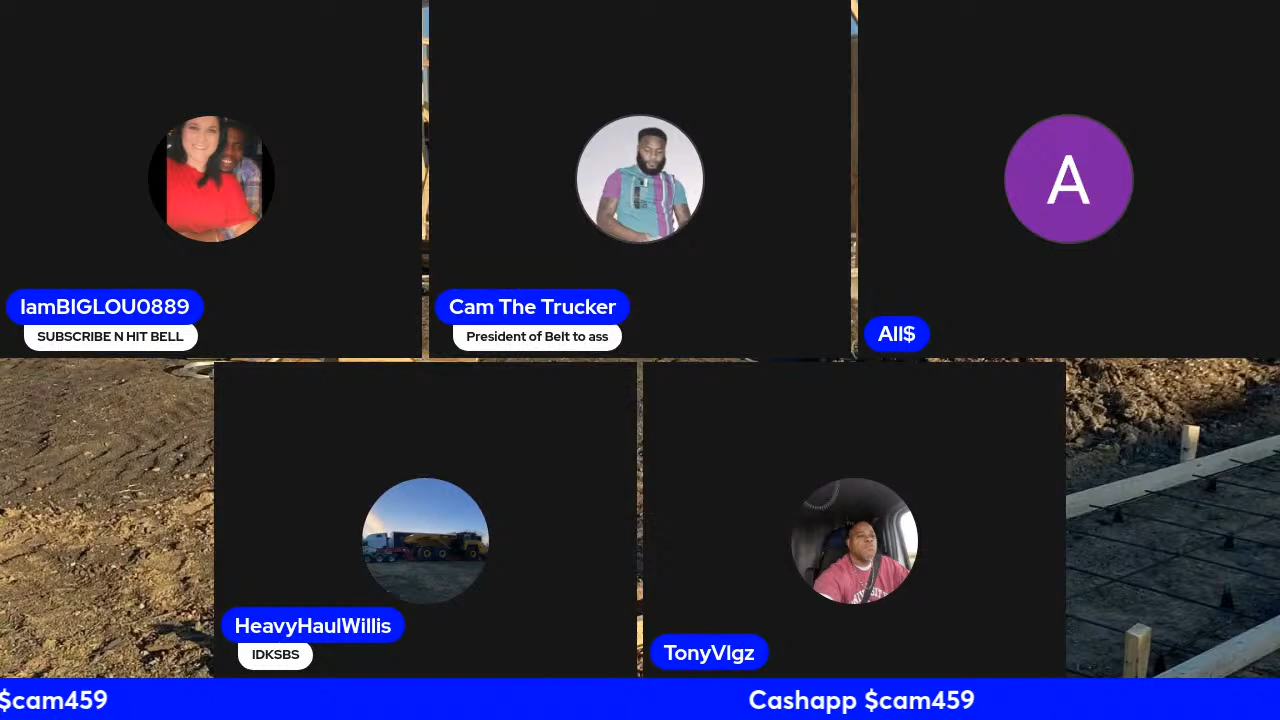 A
IamBIGLOU0889
SUBSCRIBE N HIT BELL
Cam The Trucker
President of Belt to ass
All$
HeavyHaulWillis
IDKSBS
TonyVlgz
$cam459
Cashapp $cam459